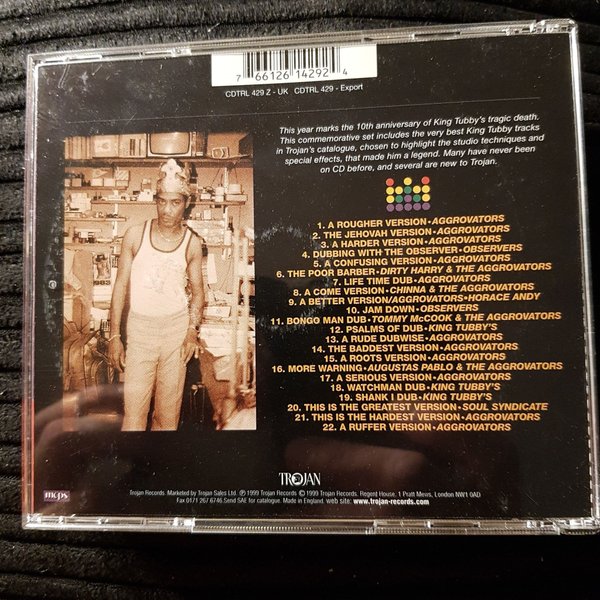 7 66126 14292 4
CDTRL 429 Z - UK CDTRL 429 - Export
This year marks the 10th anniversary of King Tubby's tragic death.
This commemorative set includes the very best King Tubby tracks
in Trojan's catalogue, chosen to highlight the studio techniques and
special effects, that made him a legend. Many have never been
on CD before, and several are new to Trojan.
1. A ROUGHER VERSION • AGGROVATORS
2. THE JEHOVAH VERSION • AGGROVATORS
3. A HARDER VERSION • AGGROVATORS
4. DUBBING WITH THE OBSERVER • OBSERVERS
5. A CONFUSING VERSION • AGGROVATORS
6. THE POOR BARBER • DIRTY HARRY & THE AGGROVATORS
7. LIFE TIME DUB • AGGROVATORS
8. A COME VERSION • CHINNA & THE AGGROVATORS
9. A BETTER VERSION/AGGROVATORS • HORACE ANDY
10. JAM DOWN • OBSERVERS
11. BONGO MAN DUB • TOMMY McCOOK & THE AGGROVATORS
12. PSALMS OF DUB • KING TUBBY'S
13. A RUDE DUBWISE • AGGROVATORS
14. THE BADDEST VERSION • AGGROVATORS
15. A ROOTS VERSION • AGGROVATORS
16. MORE WARNING • AUGUSTAS PABLO & THE AGGROVATORS
17. A SERIOUS VERSION • AGGROVATORS
18. WATCHMAN DUB • KING TUBBY'S
19. SHANK I DUB • KING TUBBY'S
20. THIS IS THE GREATEST VERSION • SOUL SYNDICATE
21. THIS IS THE HARDEST VERSION • AGGROVATORS
22. A RUFFER VERSION • AGGROVATORS
TROJAN
mcps
Trojan Records. Marketed by Trojan Sales Ltd. ℗ 1999 Trojan Records © 1999 Trojan Records. Regent House, 1 Pratt Mews, London NW1 0AD
Fax 0171 267 6746. Send SAE for catalogue. Made in England. web site: www.trojan-records.com